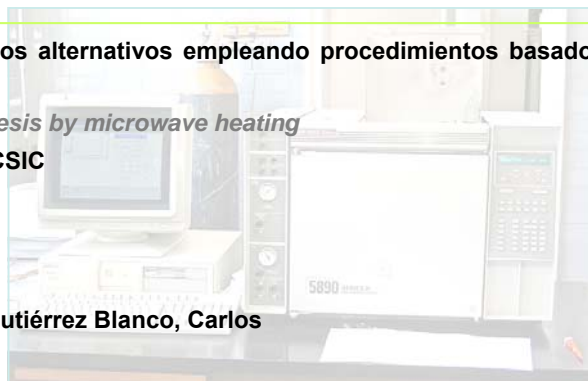 os alternativos empleando procedimientos basado
esis by microwave heating
CSIC
5890
utiérrez Blanco, Carlos